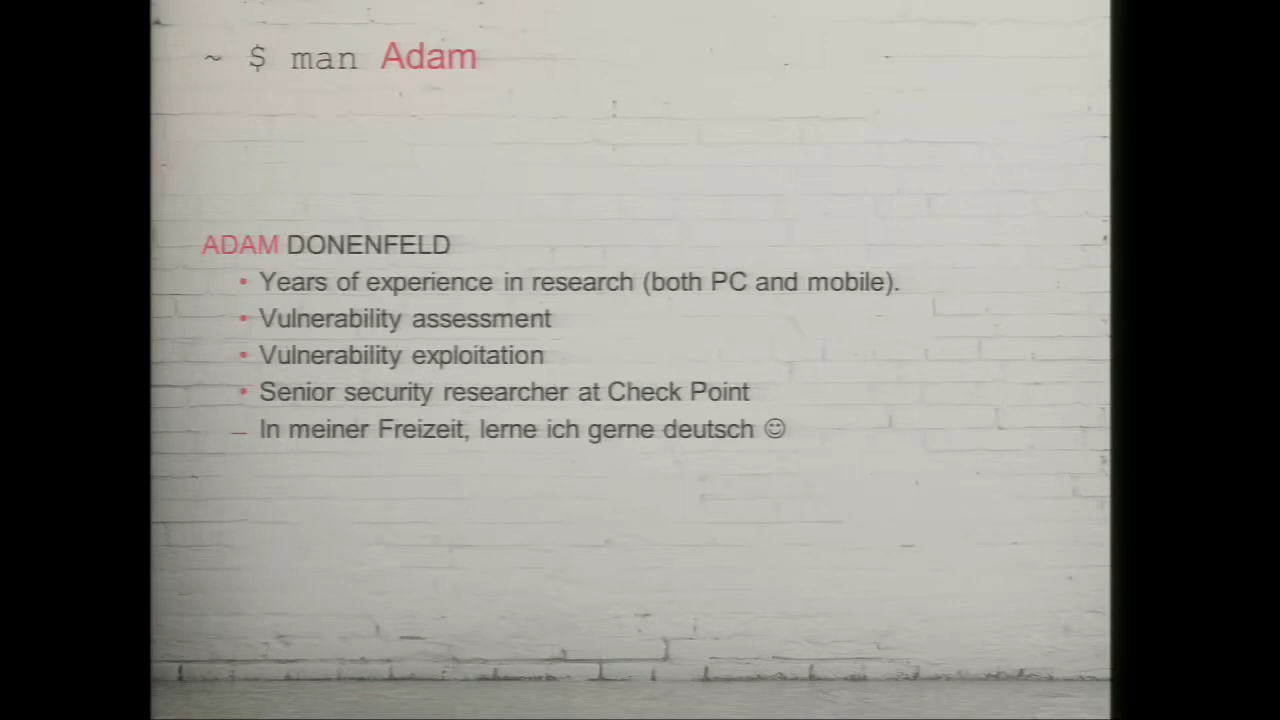 ~ $ man Adam
ADAM DONENFELD
• Years of experience in research (both PC and mobile).
• Vulnerability assessment
• Vulnerability exploitation
• Senior security researcher at Check Point
– In meiner Freizeit, lerne ich gerne deutsch ☺